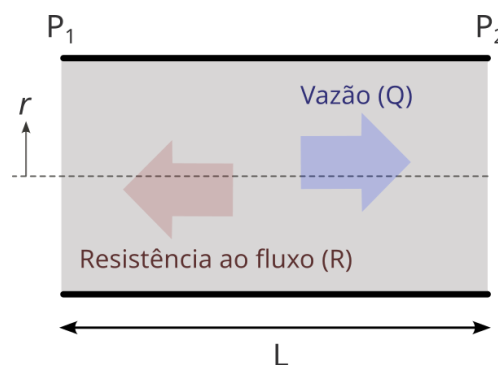 P₁
P₂
Vazão (Q)
r
Resistência ao fluxo (R)
L